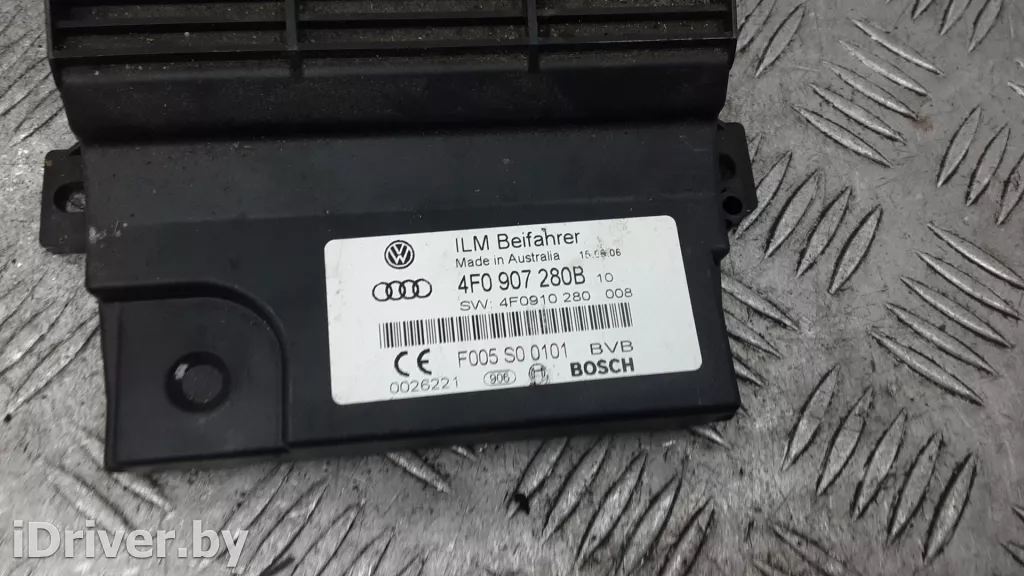 ILM Beifahrer
Made in Australia 15.08.06
4F0 907 280B 10
SW: 4F0910 280 008
F005 S0 0101 BVB
0026221 906 BOSCH
iDriver.by